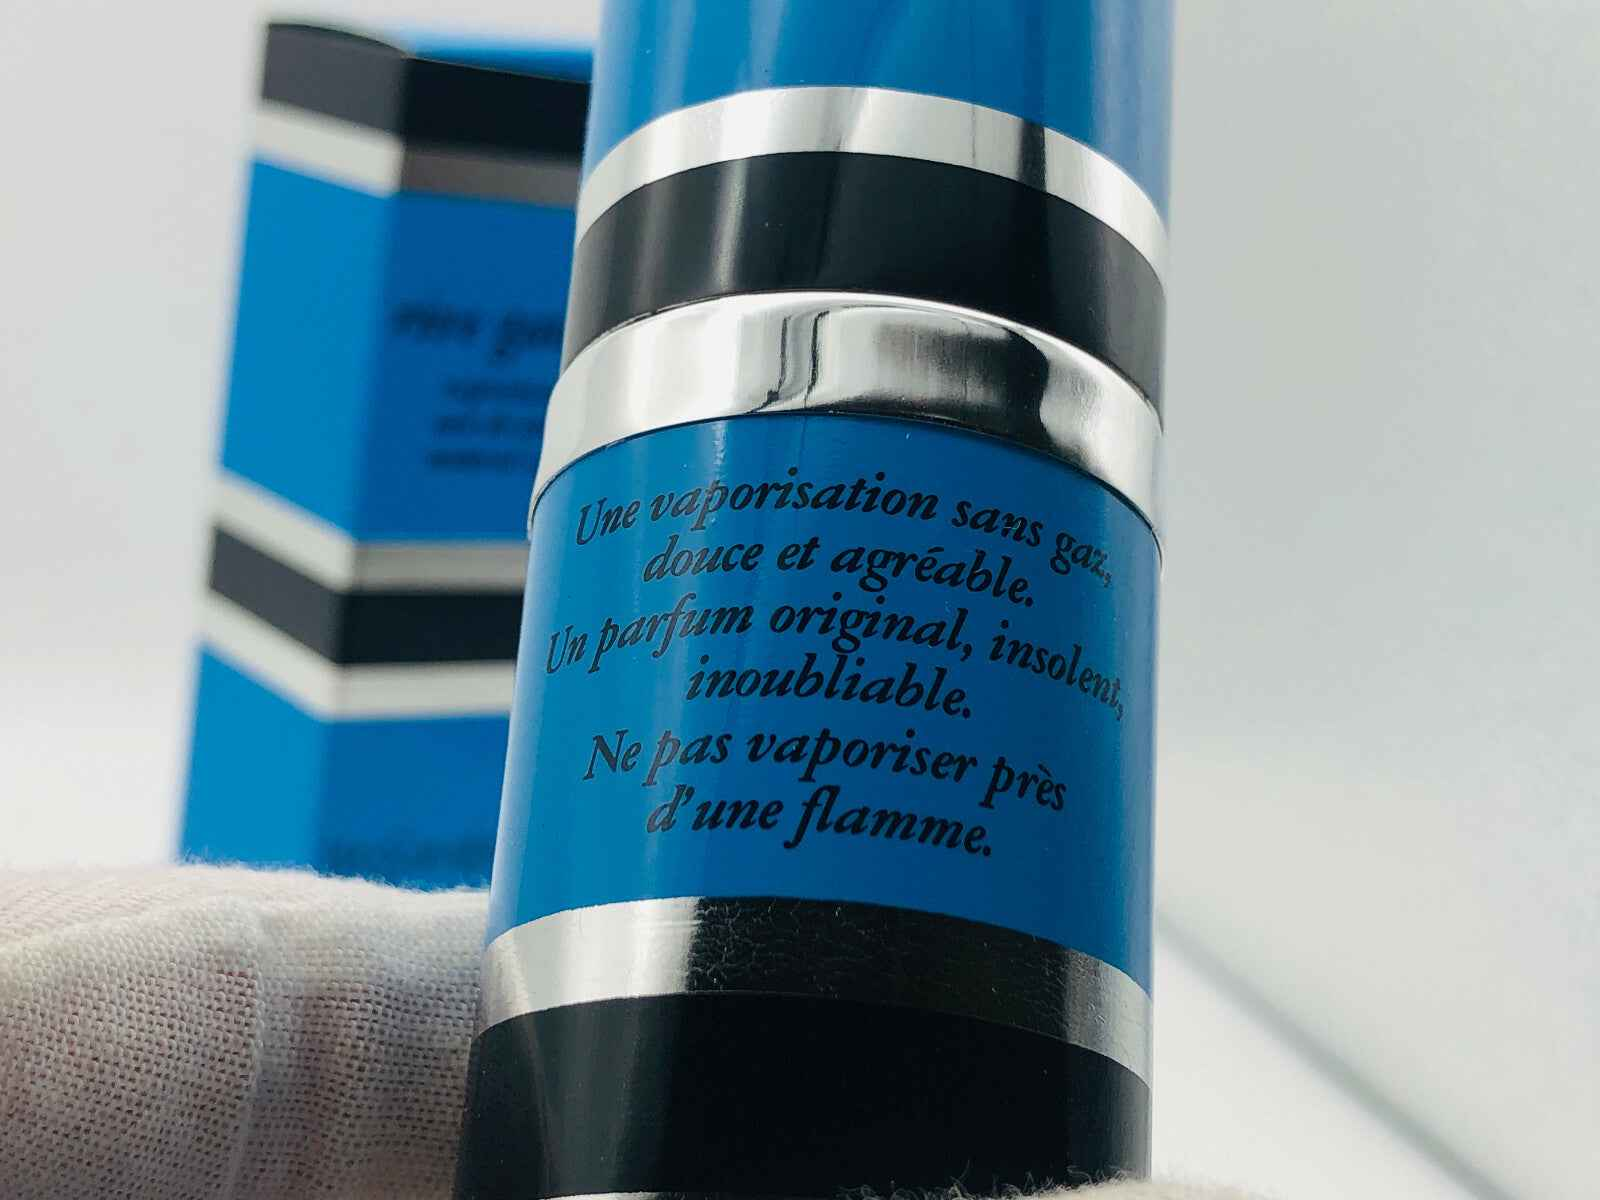 Une vaporisation sans gaz,
douce et agréable.
Un parfum original, insolent,
inoubliable.
Ne pas vaporiser près
d'une flamme.